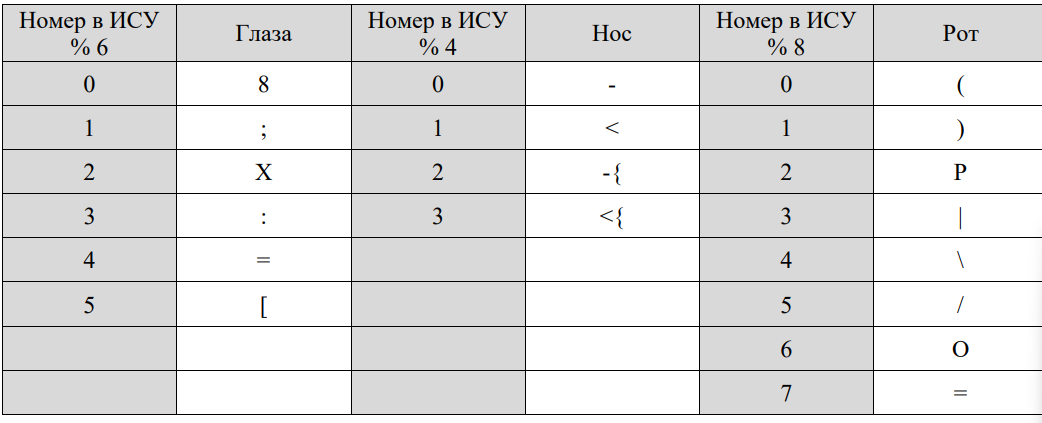 Номер в ИСУ % 6 Глаза Номер в ИСУ % 4 Нос Номер в ИСУ % 8 Рот
0 8 0 - 0 (
1 ; 1 < 1 )
2 X 2 -{ 2 P
3 : 3 <{ 3 |
4 = 4 \
5 [ 5 /
6 O
7 =